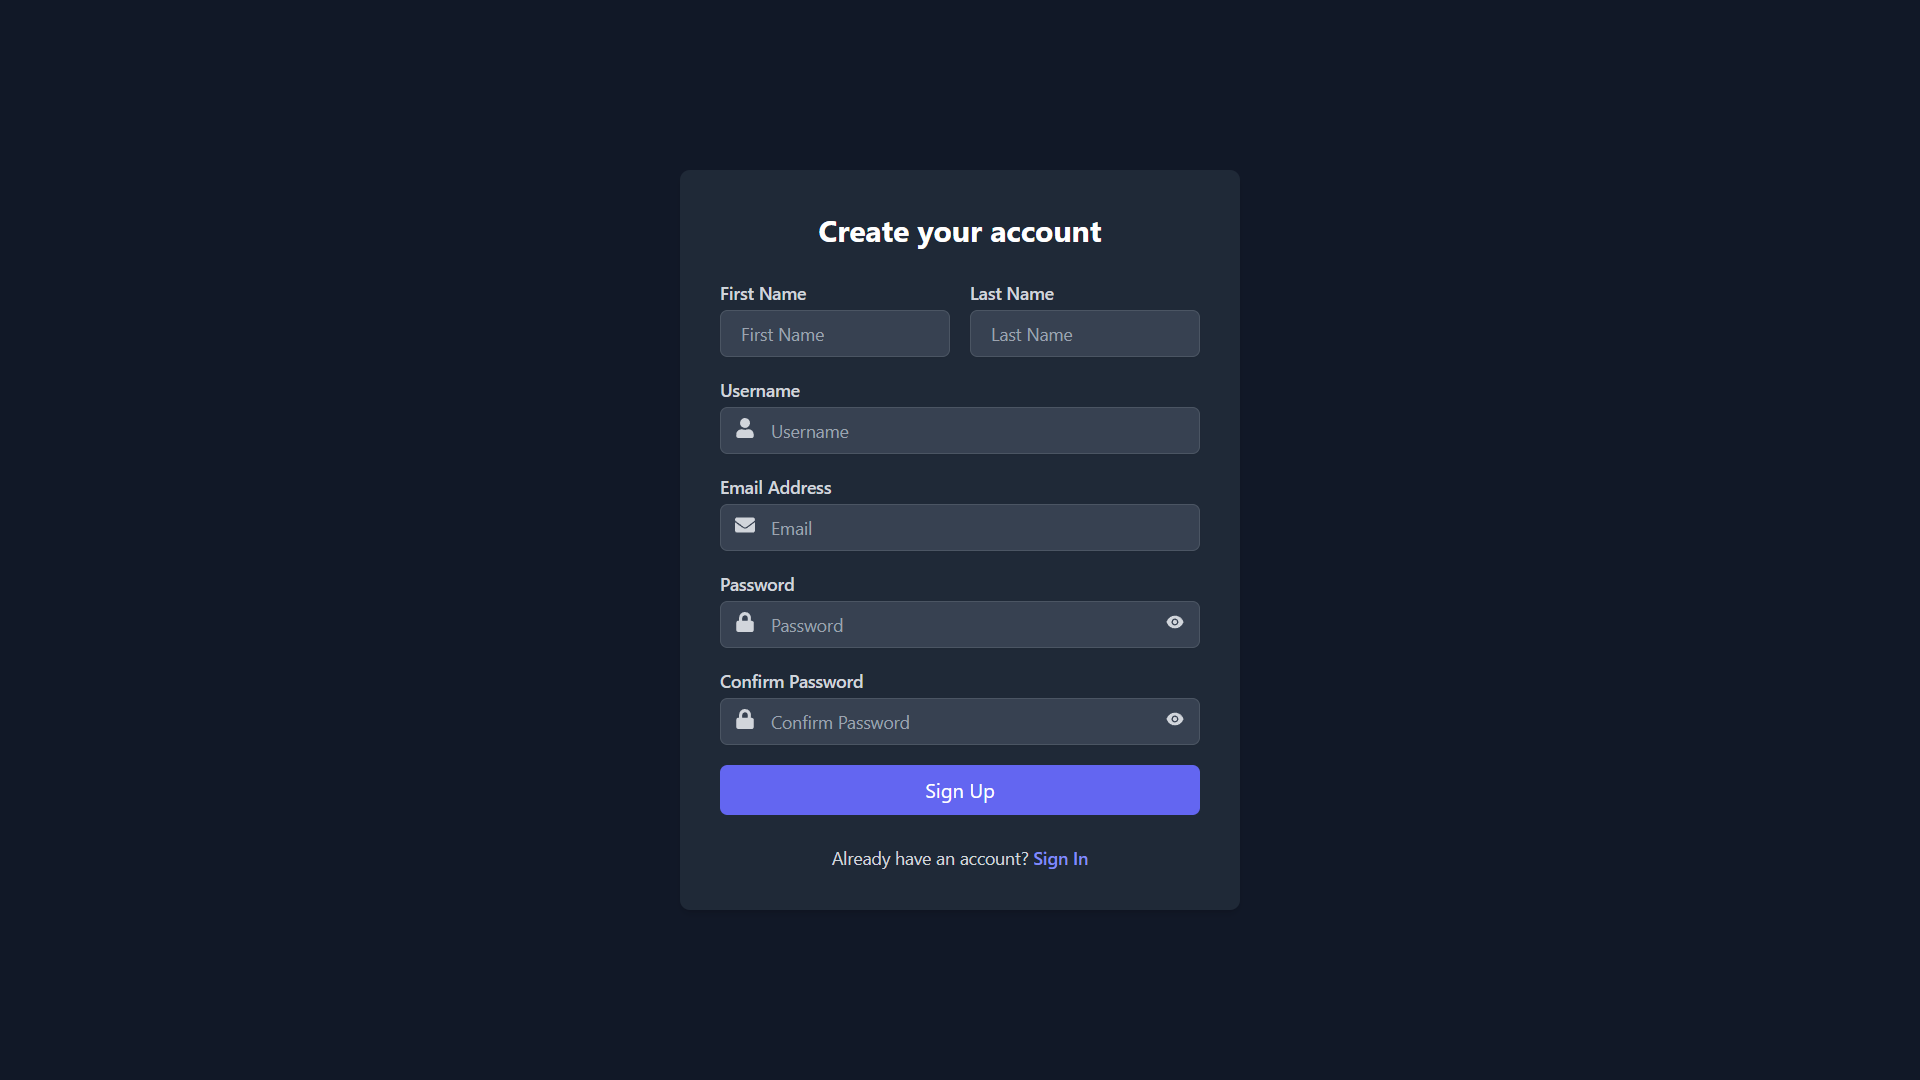 Create your account
First Name Last Name
First Name Last Name
Username
Username
Email Address
Email
Password
Password
Confirm Password
Confirm Password
Sign Up
Already have an account? Sign In